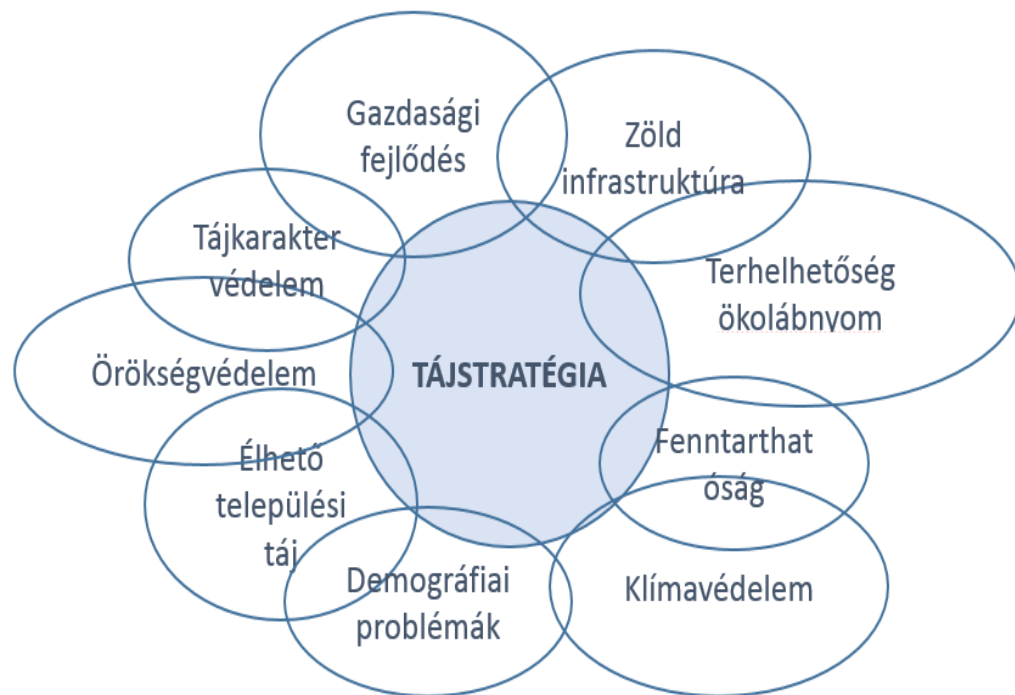 Gazdasági
fejlődés
Zöld
infrastruktúra
Tájkarakter
védelem
Terhelhetőség
ökolábnyom
Örökségvédelem
TÁJSTRATÉGIA
Élhető
települési
táj
Fenntarthat
óság
Demográfiai
problémák
Klímavédelem